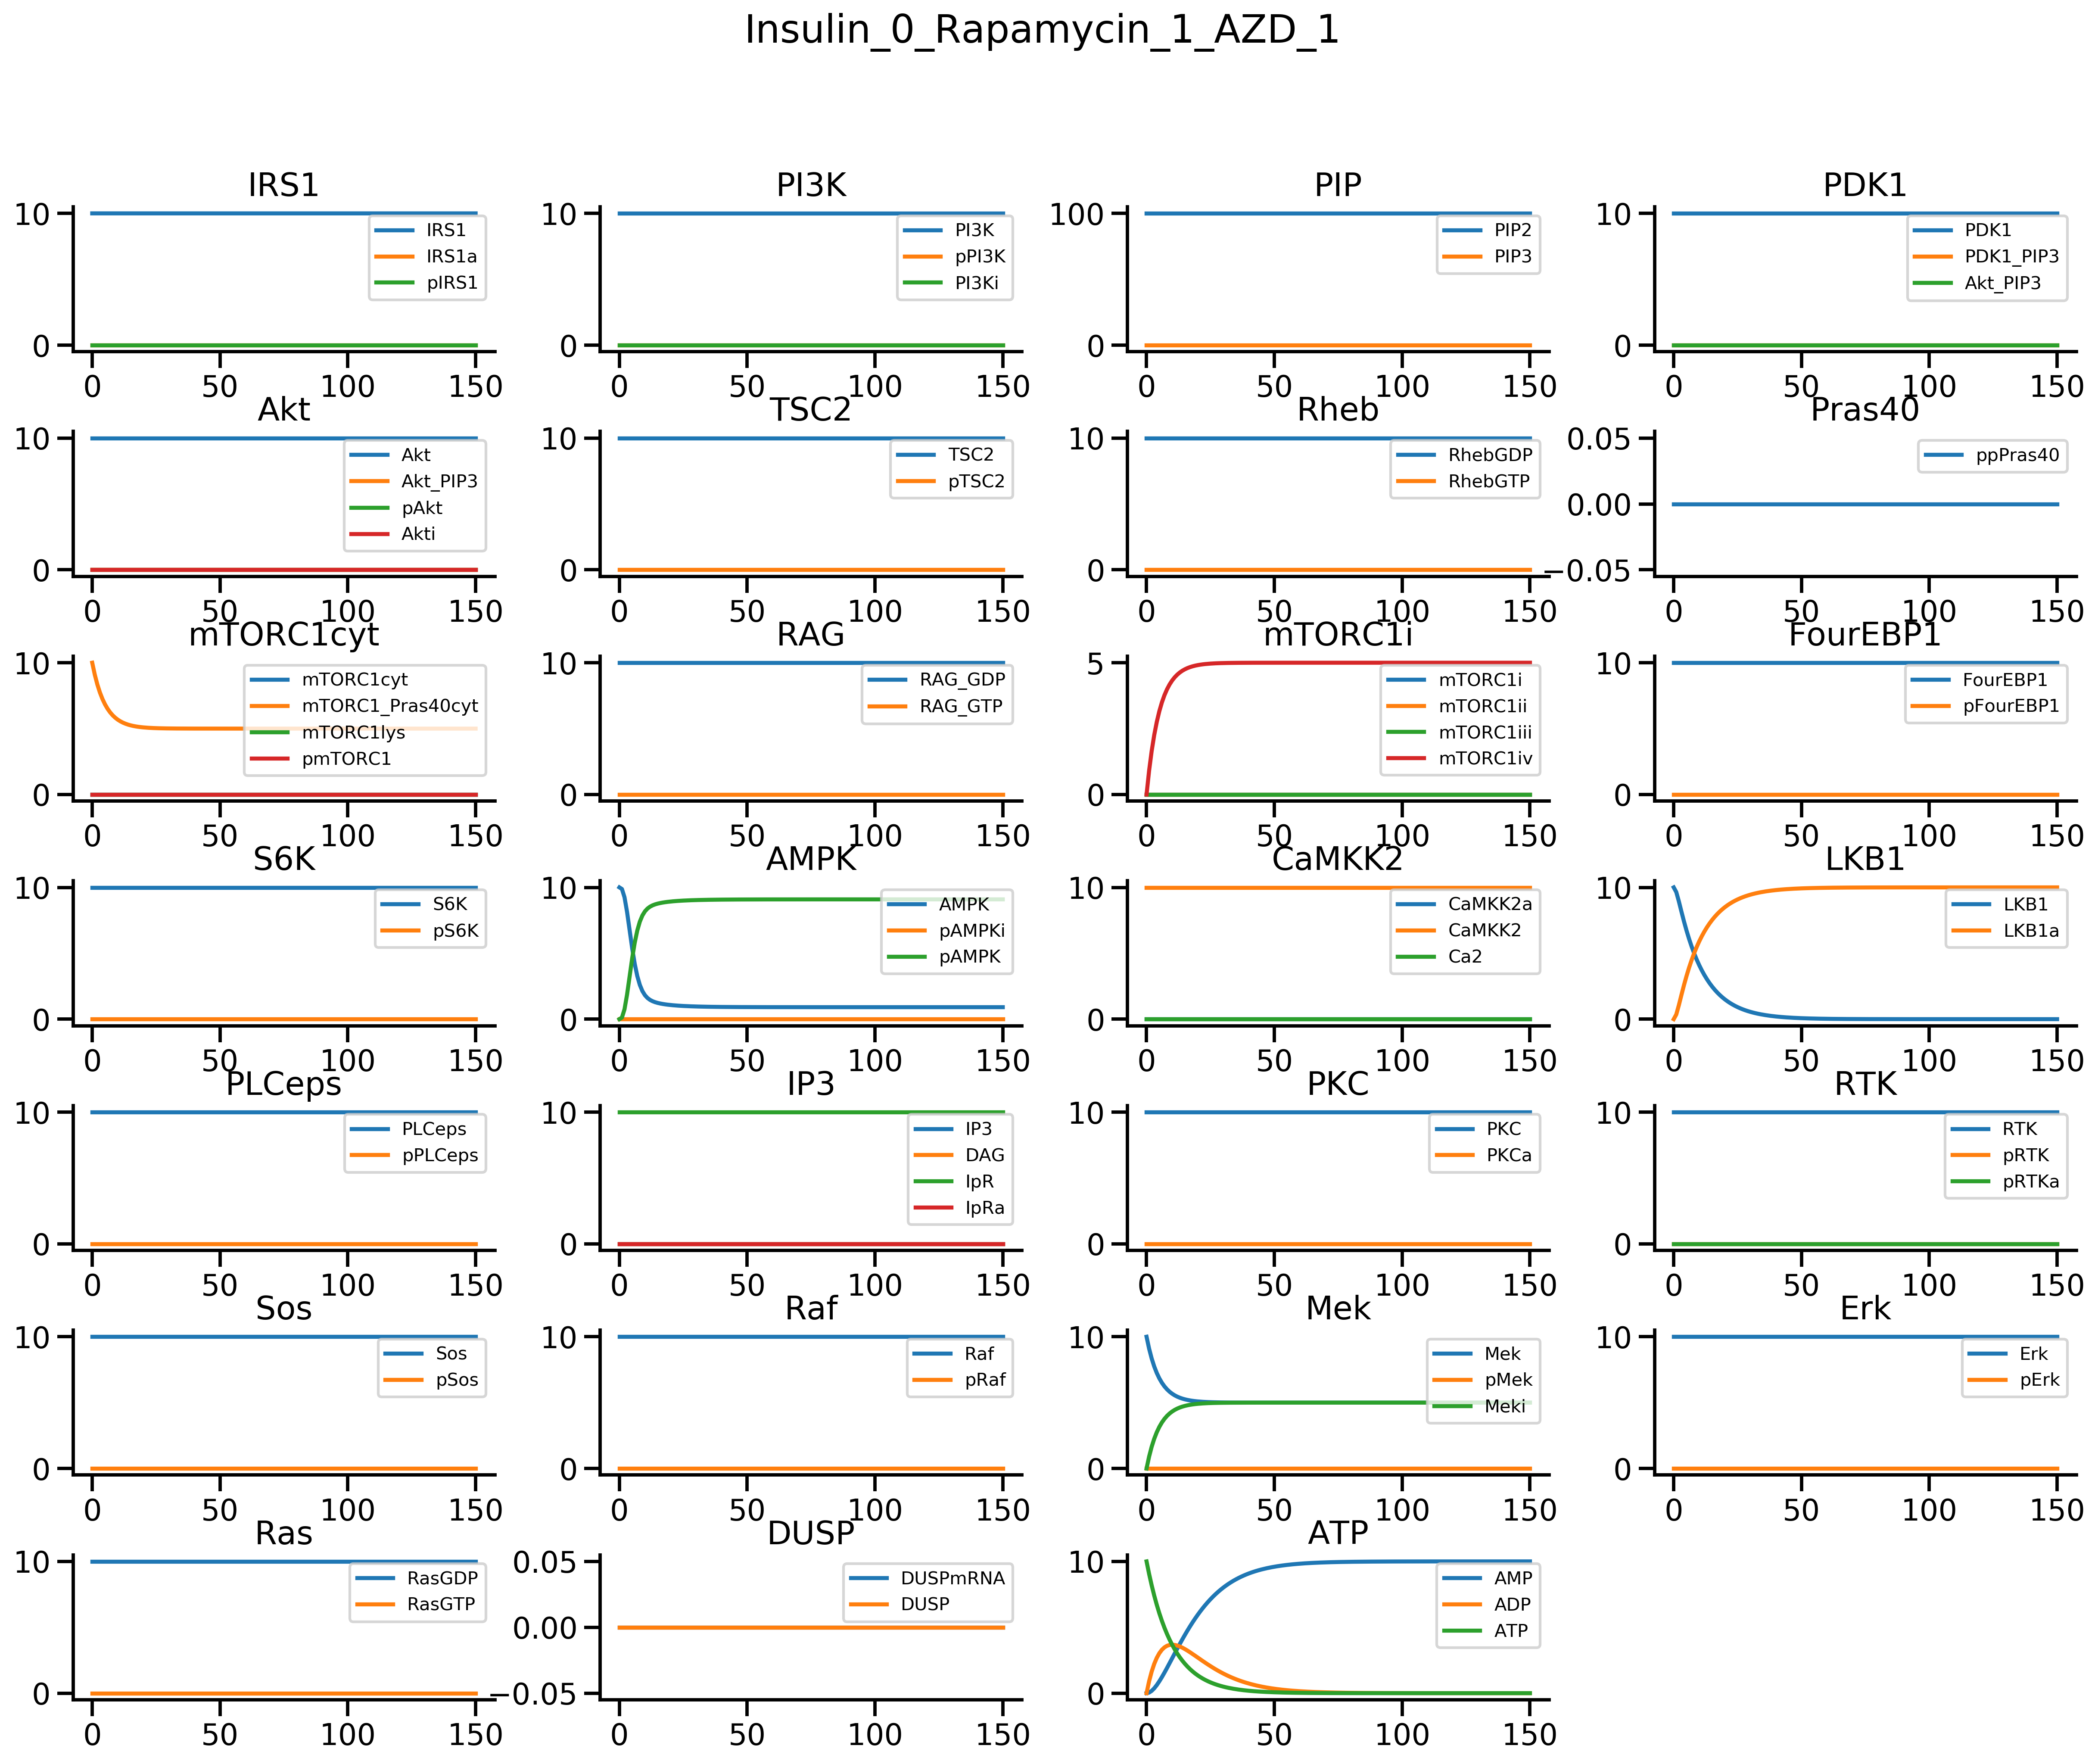 Insulin_0_Rapamycin_1_AZD_1
IRS1
PI3K
PIP
PDK1
10
0
IRS1
IRS1a
pIRS1
0 50 100 150
10
0
PI3K
pPI3K
PI3Ki
0 50 100 150
100
0
PIP2
PIP3
0 50 100 150
10
0
PDK1
PDK1_PIP3
Akt_PIP3
0 50 100 150
Akt
TSC2
Rheb
Pras40
10
0
Akt
Akt_PIP3
pAkt
Akti
0 50 100 150
10
0
TSC2
pTSC2
0 50 100 150
10
0
RhebGDP
RhebGTP
0 50 100 150
0.05
0.00
−0.05
ppPras40
0 50 100 150
mTORC1cyt
RAG
mTORC1i
FourEBP1
10
0
mTORC1cyt
mTORC1_Pras40cyt
mTORC1lys
pmTORC1
0 50 100 150
10
0
RAG_GDP
RAG_GTP
0 50 100 150
5
0
mTORC1i
mTORC1ii
mTORC1iii
mTORC1iv
0 50 100 150
10
0
FourEBP1
pFourEBP1
0 50 100 150
S6K
AMPK
CaMKK2
LKB1
10
0
S6K
pS6K
0 50 100 150
10
0
AMPK
pAMPKi
pAMPK
0 50 100 150
10
0
CaMKK2a
CaMKK2
Ca2
0 50 100 150
10
0
LKB1
LKB1a
0 50 100 150
PLCeps
IP3
PKC
RTK
10
0
PLCeps
pPLCeps
0 50 100 150
10
0
IP3
DAG
IpR
IpRa
0 50 100 150
10
0
PKC
PKCa
0 50 100 150
10
0
RTK
pRTK
pRTKa
0 50 100 150
Sos
Raf
Mek
Erk
10
0
Sos
pSos
0 50 100 150
10
0
Raf
pRaf
0 50 100 150
10
0
Mek
pMek
Meki
0 50 100 150
10
0
Erk
pErk
0 50 100 150
Ras
DUSP
ATP
10
0
RasGDP
RasGTP
0 50 100 150
0.05
0.00
−0.05
DUSPmRNA
DUSP
0 50 100 150
10
0
AMP
ADP
ATP
0 50 100 150